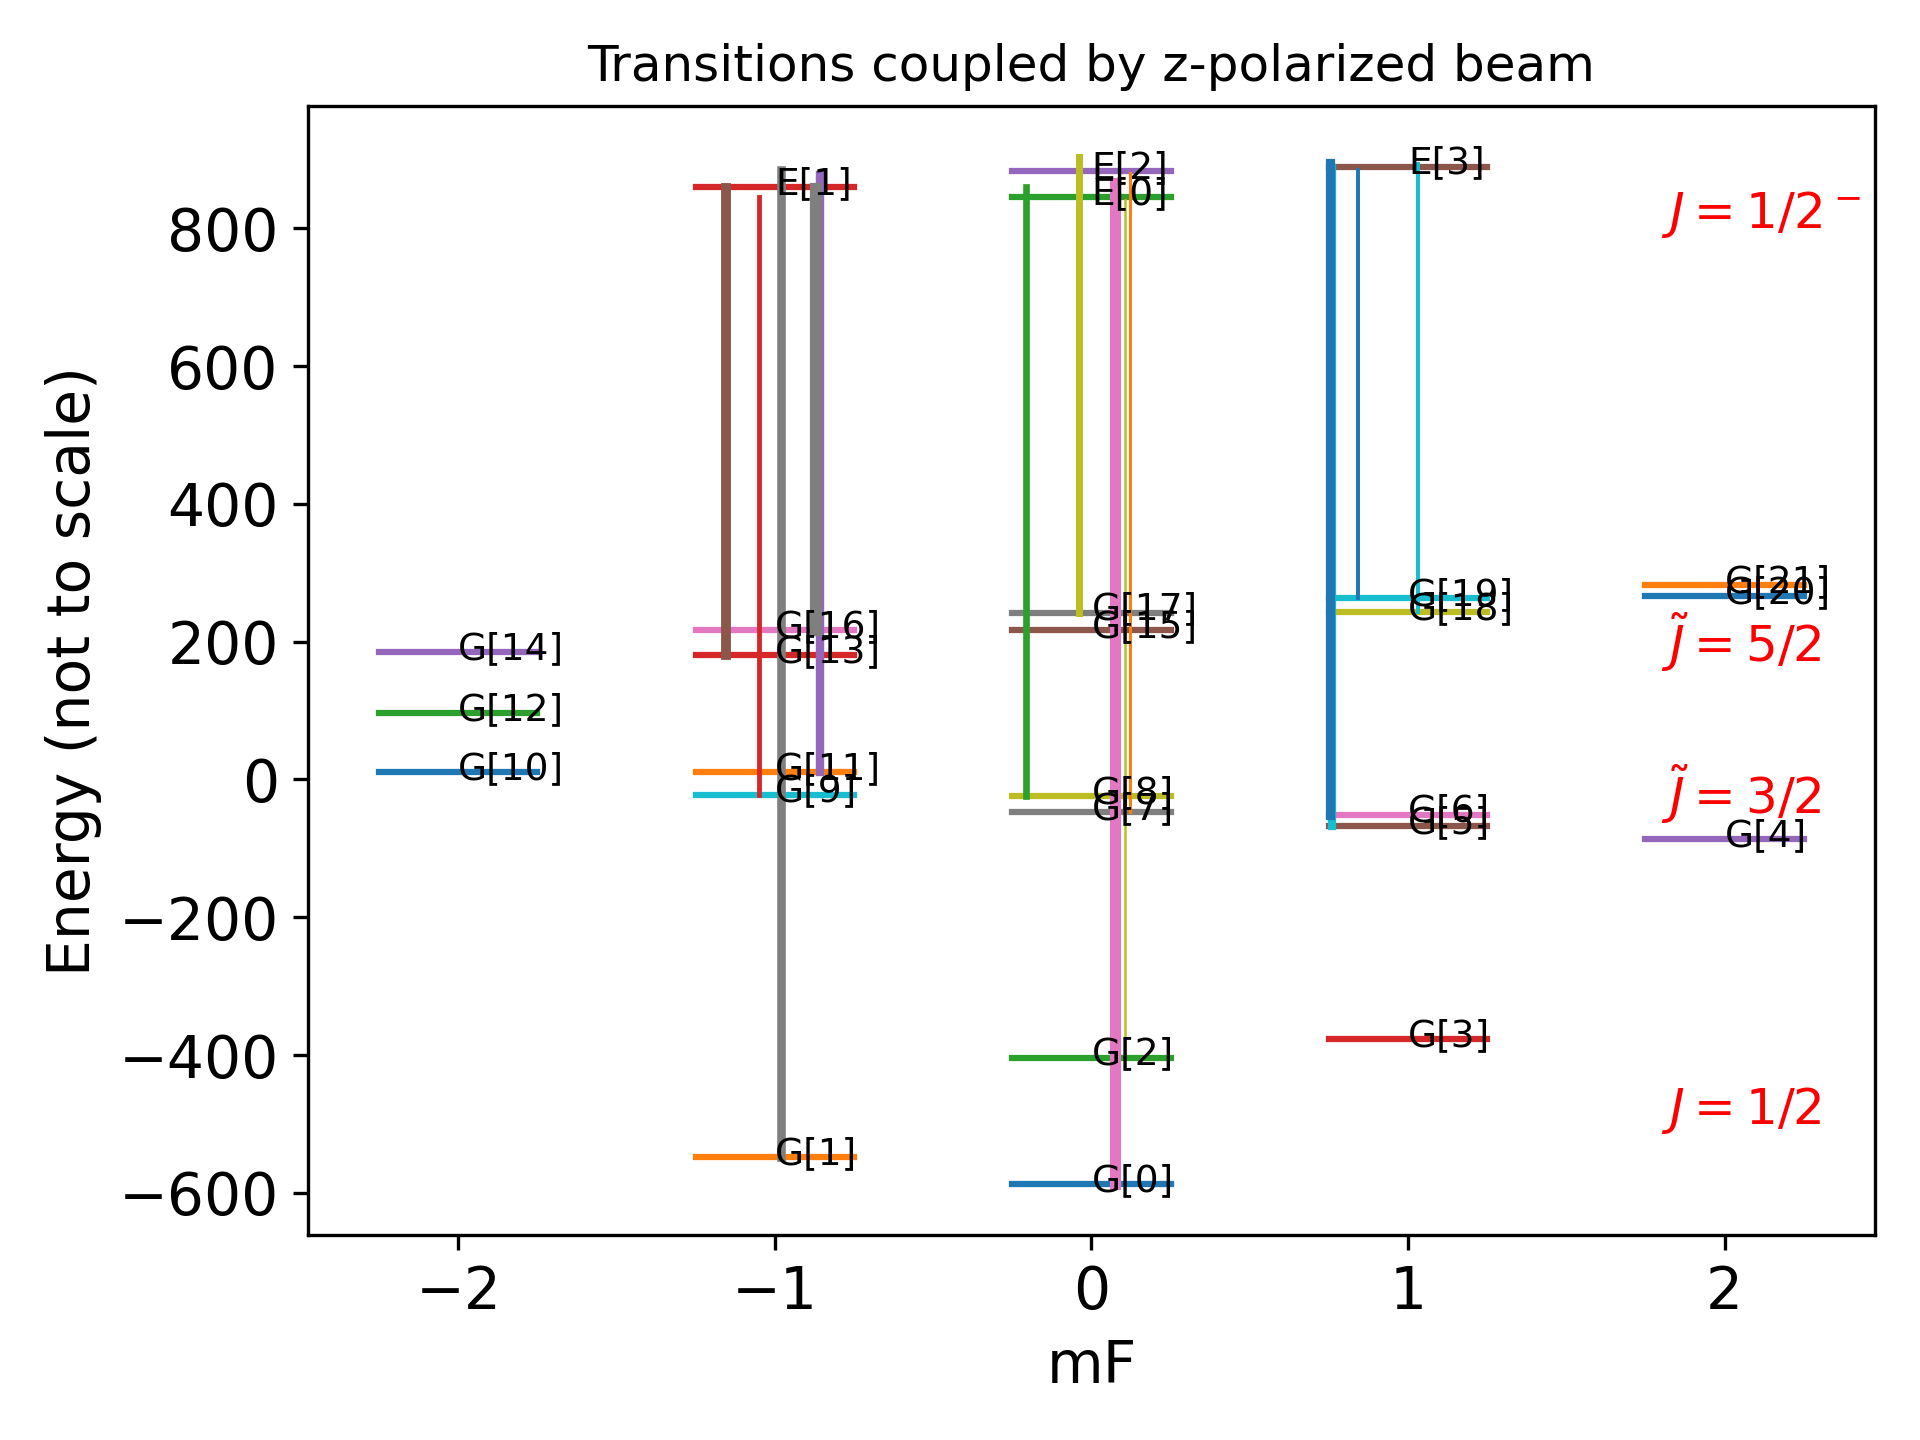 Transitions coupled by z-polarized beam
Energy (not to scale)
800
600
400
200
0
−200
−400
−600
E[1]
E[2]
E[0]
E[3]
J = 1/2⁻
G[21]
G[20]
G[19]
G[18]
G[17]
G[15]
G[16]
G[13]
G[14]
J̃ = 5/2
G[12]
G[10]
G[11]
G[9]
G[8]
G[7]
J̃ = 3/2
G[6]
G[5]
G[4]
G[2]
G[3]
J = 1/2
G[1]
G[0]
−2
−1
0
1
2
mF